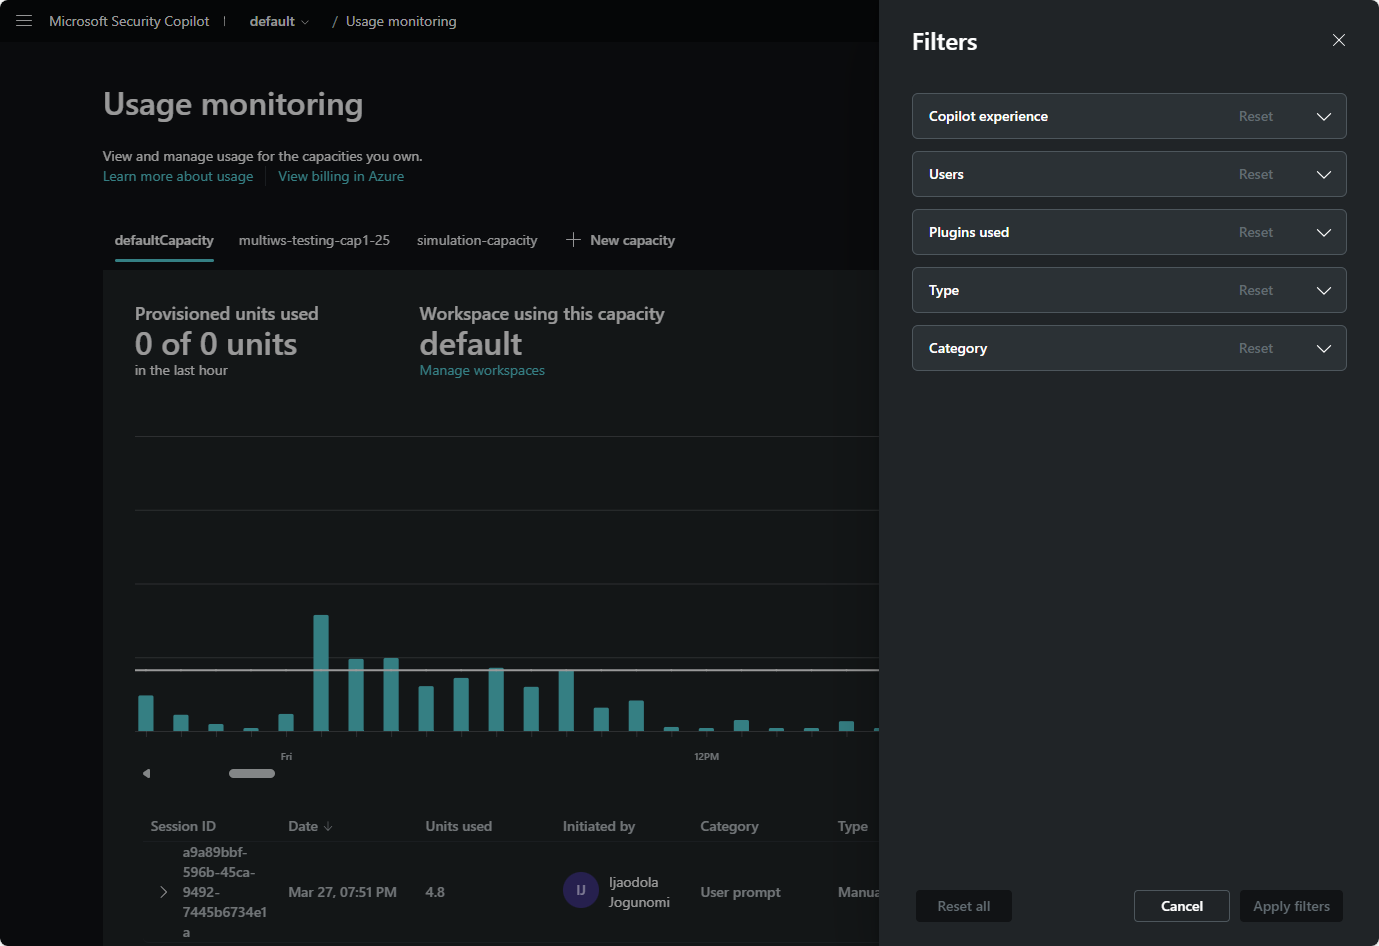 Microsoft Security Copilot | default / Usage monitoring
Usage monitoring
View and manage usage for the capacities you own.
Learn more about usage View billing in Azure
defaultCapacity multiws-testing-cap1-25 simulation-capacity + New capacity
Provisioned units used
0 of 0 units
in the last hour
Workspace using this capacity
default
Manage workspaces
Fri 12PM
Session ID Date ↓ Units used Initiated by Category Type
a9a89bbf-
596b-45ca-
9492-
7445b6734e1
a
Mar 27, 07:51 PM 4.8
IJ
Ijaodola
Jogunomi
User prompt Manua
Filters
Copilot experience Reset
Users Reset
Plugins used Reset
Type Reset
Category Reset
Reset all Cancel Apply filters